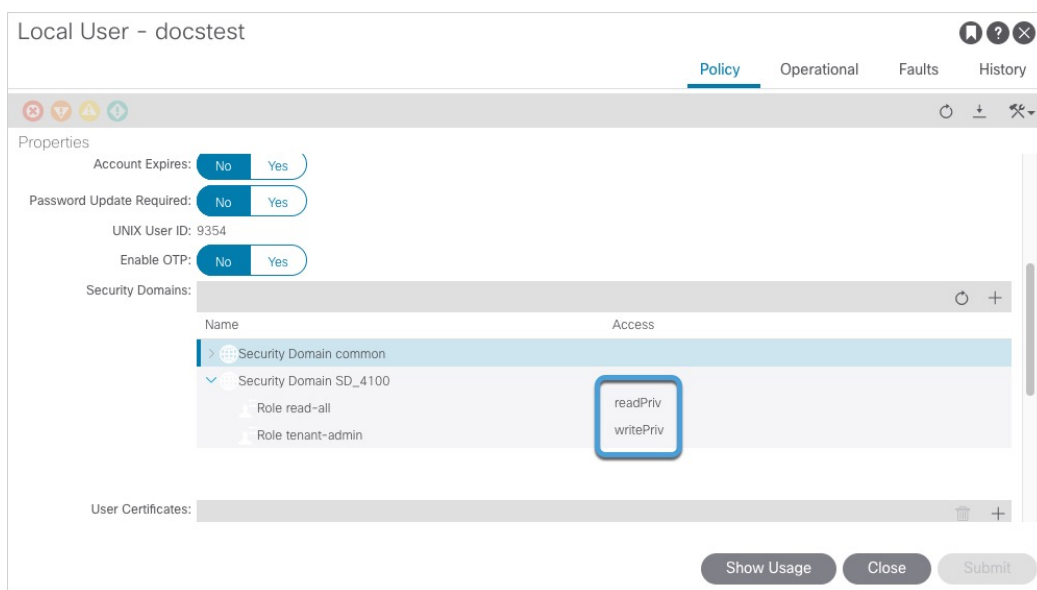 Local User - docstest
Policy Operational Faults History
Properties
Account Expires: No Yes
Password Update Required: No Yes
UNIX User ID: 9354
Enable OTP: No Yes
Security Domains:
Name Access
Security Domain common
Security Domain SD_4100
Role read-all readPriv
Role tenant-admin writePriv
User Certificates:
Show Usage Close Submit